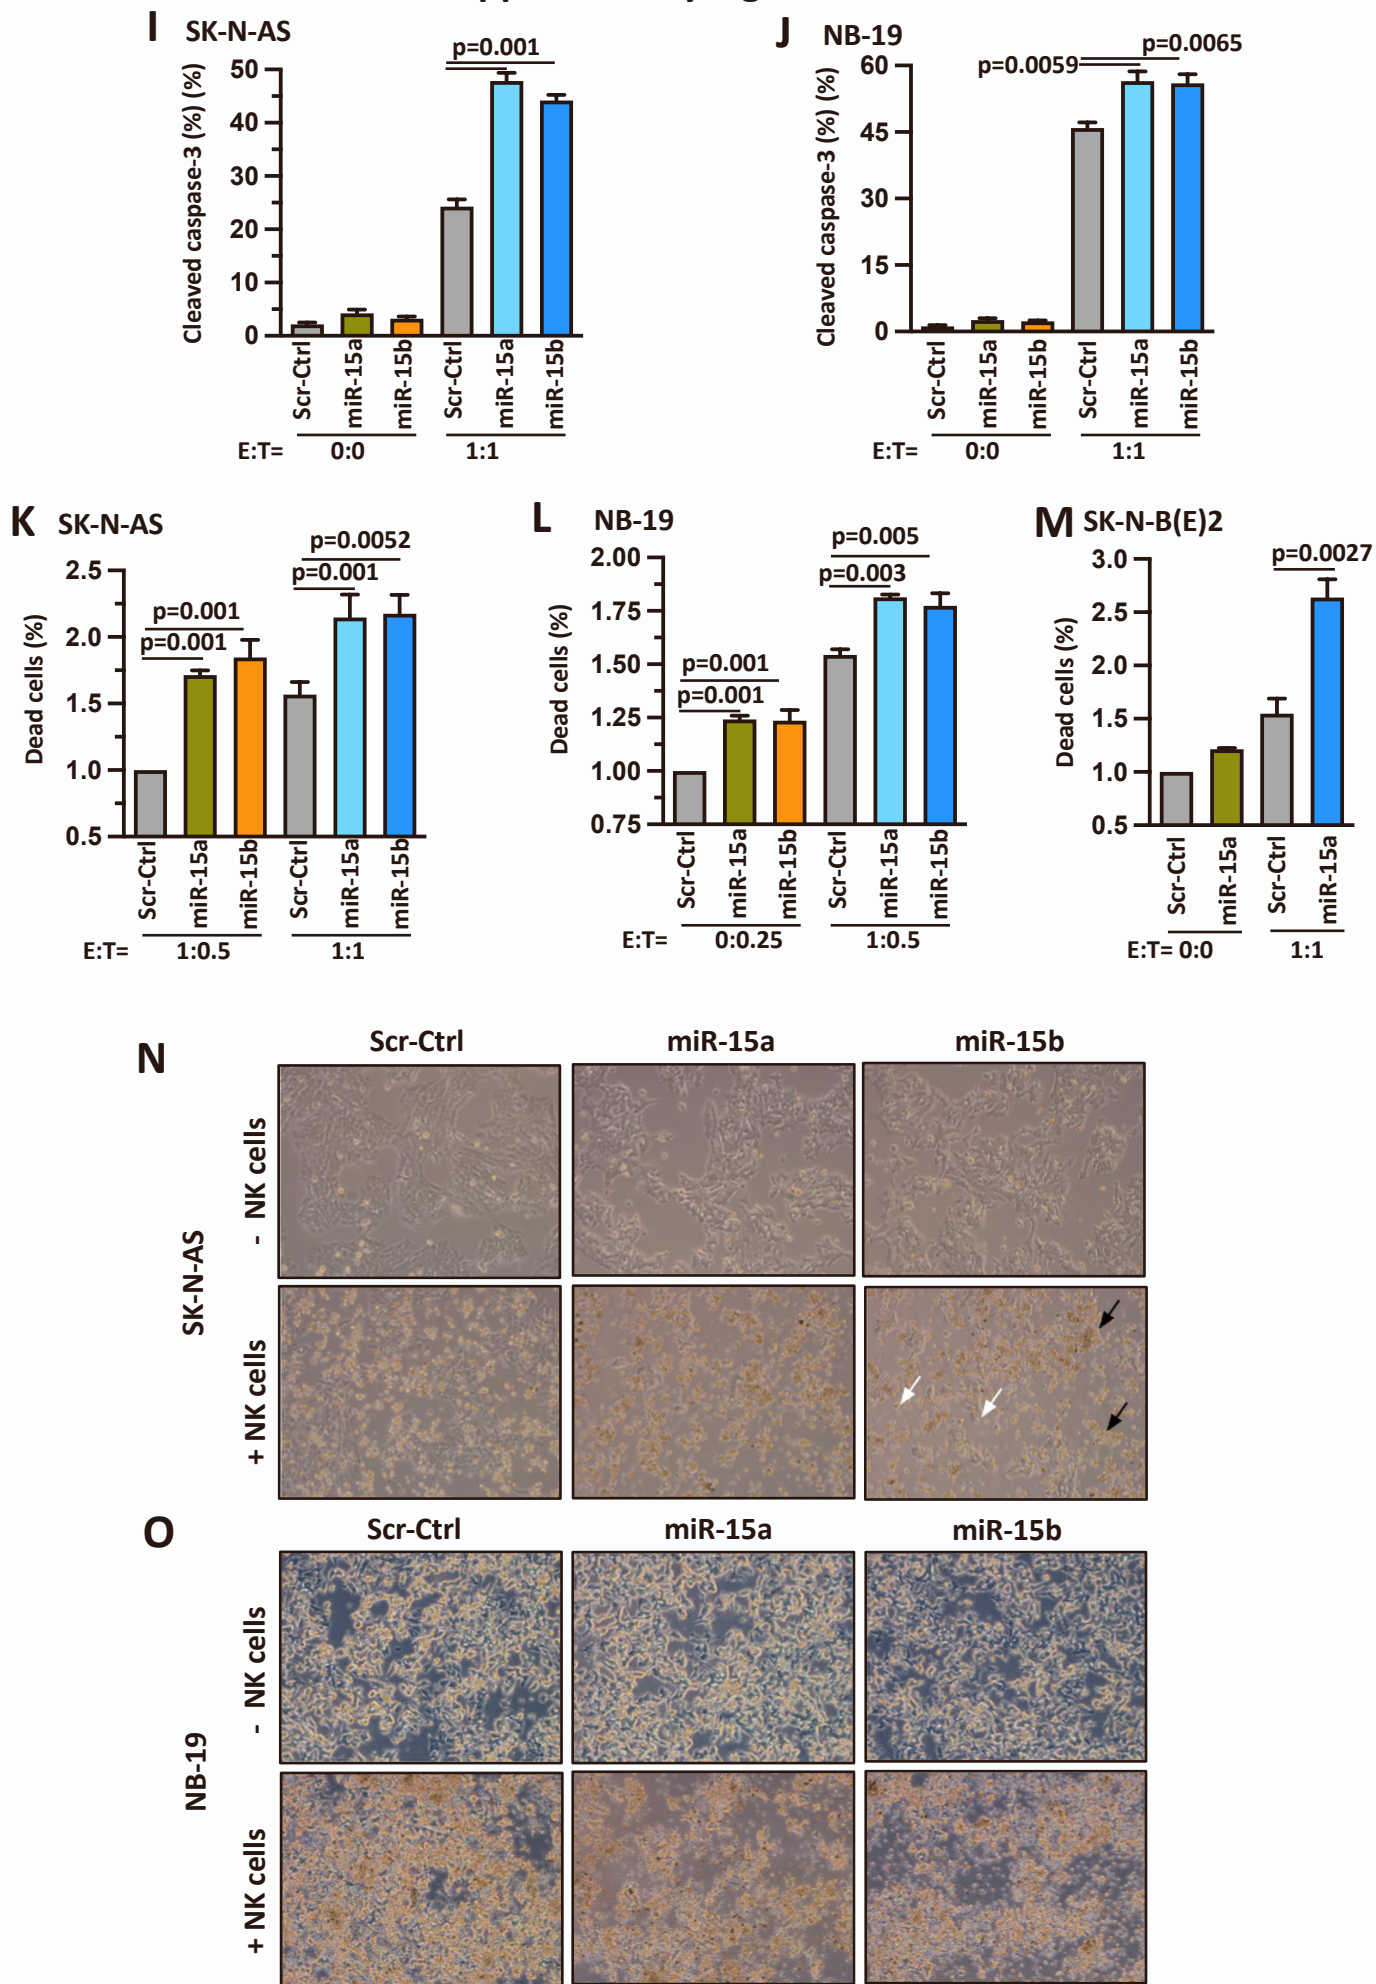 I SK-N-AS
p=0.001
Cleaved caspase-3 (%) (%)
50
40
30
20
10
0
Scr-Ctrl
miR-15a
miR-15b
Scr-Ctrl
miR-15a
miR-15b
E:T= 0:0 1:1
J NB-19
p=0.0065
p=0.0059
Cleaved caspase-3 (%) (%)
60
45
30
15
0
Scr-Ctrl
miR-15a
miR-15b
Scr-Ctrl
miR-15a
miR-15b
E:T= 0:0 1:1
K SK-N-AS
p=0.0052
p=0.001
p=0.001
p=0.001
Dead cells (%)
2.5
2.0
1.5
1.0
0.5
Scr-Ctrl
miR-15a
miR-15b
Scr-Ctrl
miR-15a
miR-15b
E:T= 1:0.5 1:1
L NB-19
p=0.005
p=0.003
p=0.001
p=0.001
Dead cells (%)
2.00
1.75
1.50
1.25
1.00
0.75
Scr-Ctrl
miR-15a
miR-15b
Scr-Ctrl
miR-15a
miR-15b
E:T= 0:0.25 1:0.5
M SK-N-B(E)2
p=0.0027
Dead cells (%)
3.0
2.5
2.0
1.5
1.0
0.5
Scr-Ctrl
miR-15a
Scr-Ctrl
miR-15a
E:T= 0:0 1:1
N
Scr-Ctrl miR-15a miR-15b
SK-N-AS
- NK cells
+ NK cells
O
Scr-Ctrl miR-15a miR-15b
NB-19
- NK cells
+ NK cells